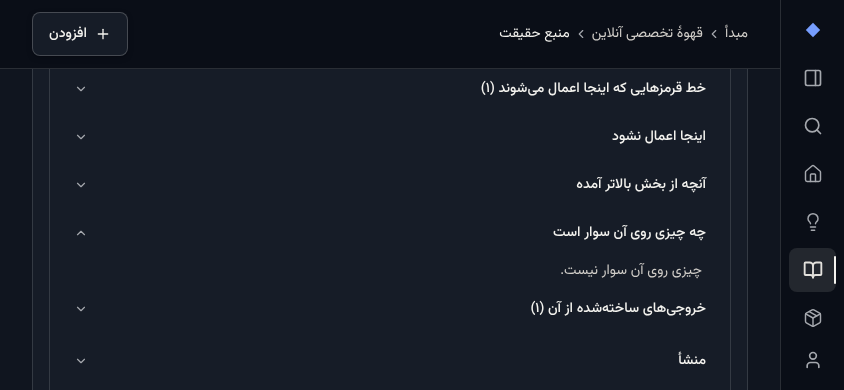 مبدأ › قهوهٔ تخصصی آنلاین › منبع حقیقت
افزودن +
خط قرمزهایی که اینجا اعمال می‌شوند (۱)
اینجا اعمال نشود
آنچه از بخش بالاتر آمده
چه چیزی روی آن سوار است
چیزی روی آن سوار نیست.
خروجی‌های ساخته‌شده از آن (۱)
منشأ